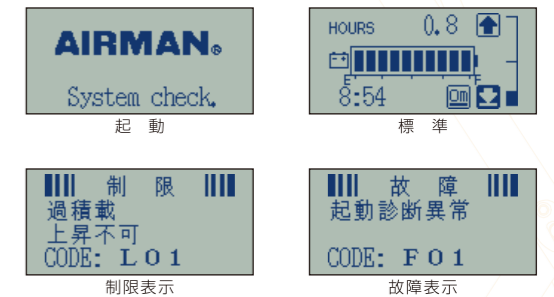 AIRMAN®
System check.
起 動
HOURS 0.8
E F
8:54 0m
標 準
制 限
過積載
上昇不可
CODE: L01
制限表示
故 障
起動診断異常
CODE: F01
故障表示